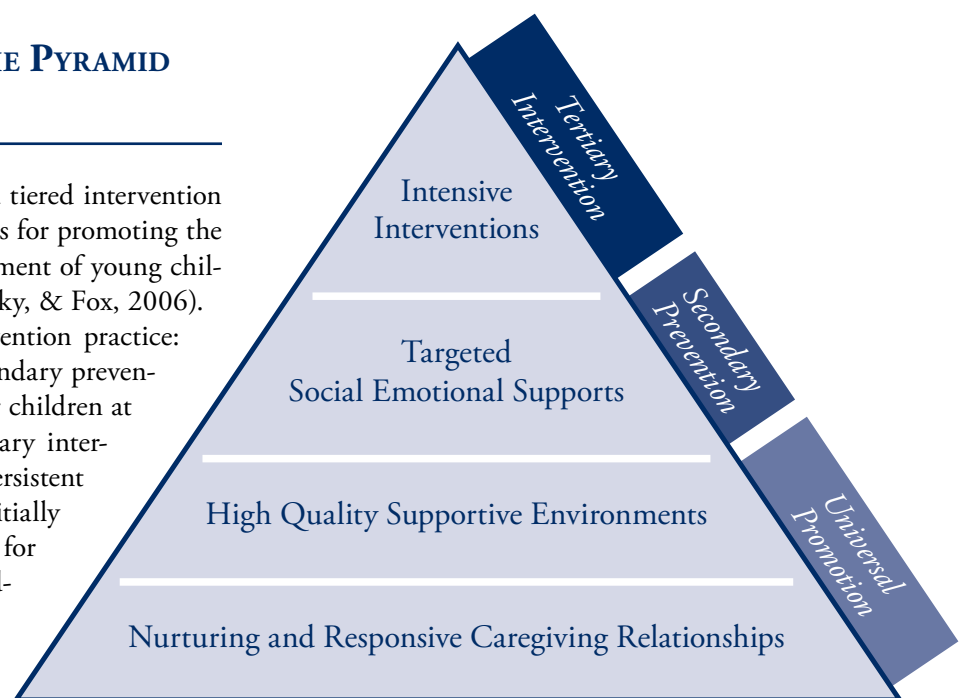 E PYRAMID
tiered intervention
s for promoting the
ment of young chil-
ky, & Fox, 2006).
ention practice:
ndary preven-
children at
ary inter-
ersistent
itially
for
l-
Intensive
Interventions
Targeted
Social Emotional Supports
High Quality Supportive Environments
Nurturing and Responsive Caregiving Relationships
Tertiary
Intervention
Secondary
Prevention
Universal
Promotion